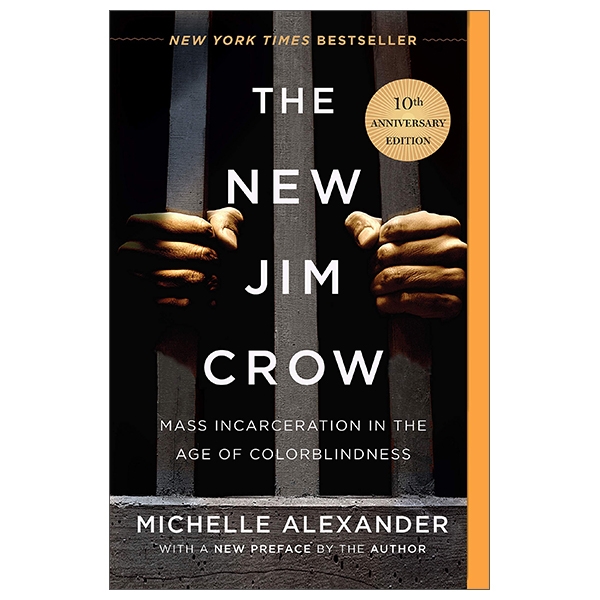 NEW YORK TIMES BESTSELLER
THE
10th
ANNIVERSARY
EDITION
NEW
JIM
CROW
MASS INCARCERATION IN THE
AGE OF COLORBLINDNESS
MICHELLE ALEXANDER
WITH A NEW PREFACE BY THE AUTHOR